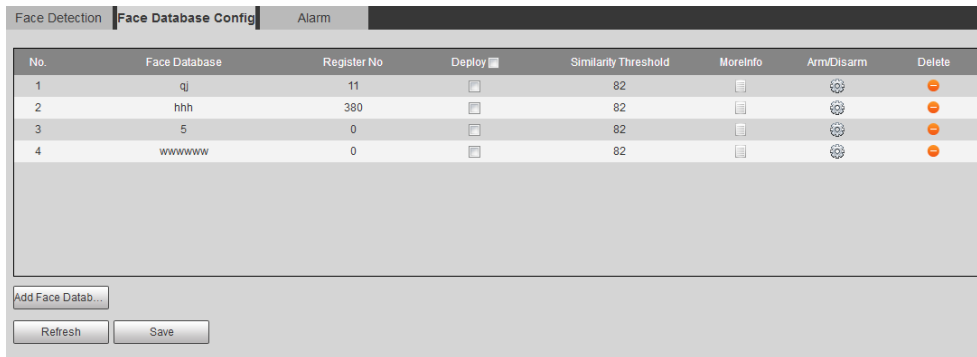 Face Detection Face Database Config Alarm
No. Face Database Register No Deploy Similarity Threshold MoreInfo Arm/Disarm Delete
1 qj 11 82
2 hhh 380 82
3 5 0 82
4 wwwwww 0 82
Add Face Datab...
Refresh Save